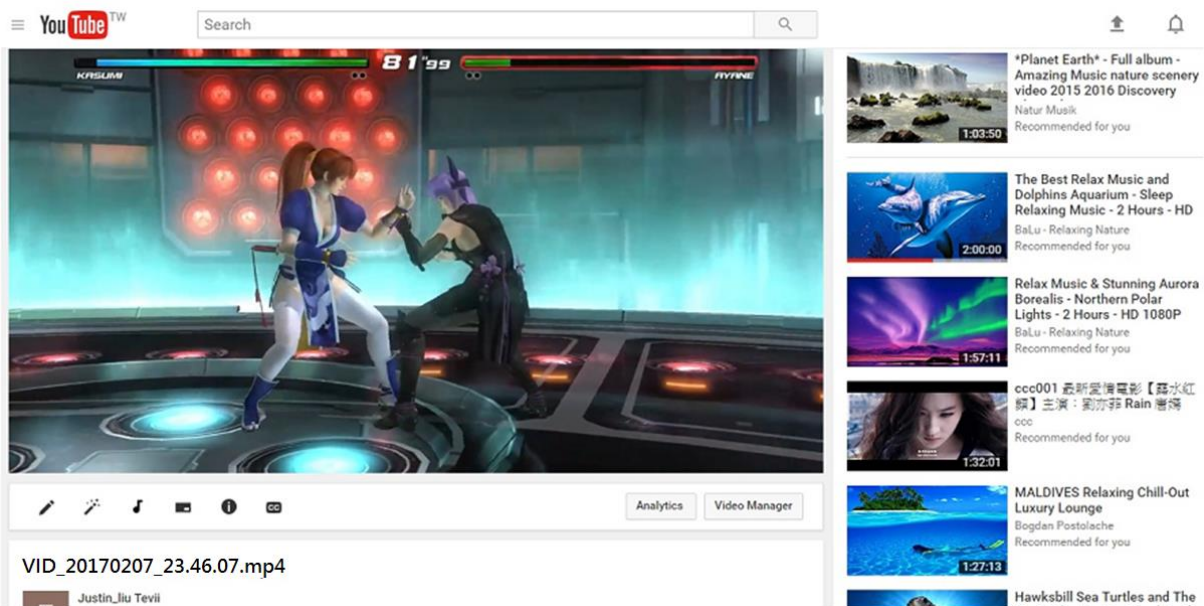 YouTube TW
Search
KASUMI
81 "99
AYANE
*Planet Earth* - Full album -
Amazing Music nature scenery
video 2015 2016 Discovery
Natur Musik
Recommended for you
1:03:50
The Best Relax Music and
Dolphins Aquarium - Sleep
Relaxing Music - 2 Hours - HD
BaLu - Relaxing Nature
Recommended for you
2:00:00
Relax Music & Stunning Aurora
Borealis - Northern Polar
Lights - 2 Hours - HD 1080P
BaLu - Relaxing Nature
Recommended for you
1:57:11
ccc001 最新愛情電影【露水紅
顏】主演：劉亦菲 Rain 唐嫣
ccc
Recommended for you
1:32:01
MALDIVES Relaxing Chill-Out
Luxury Lounge
Bogdan Postolache
Recommended for you
1:27:13
Hawksbill Sea Turtles and The
CC
Analytics
Video Manager
VID_20170207_23.46.07.mp4
Justin_liu Tevii